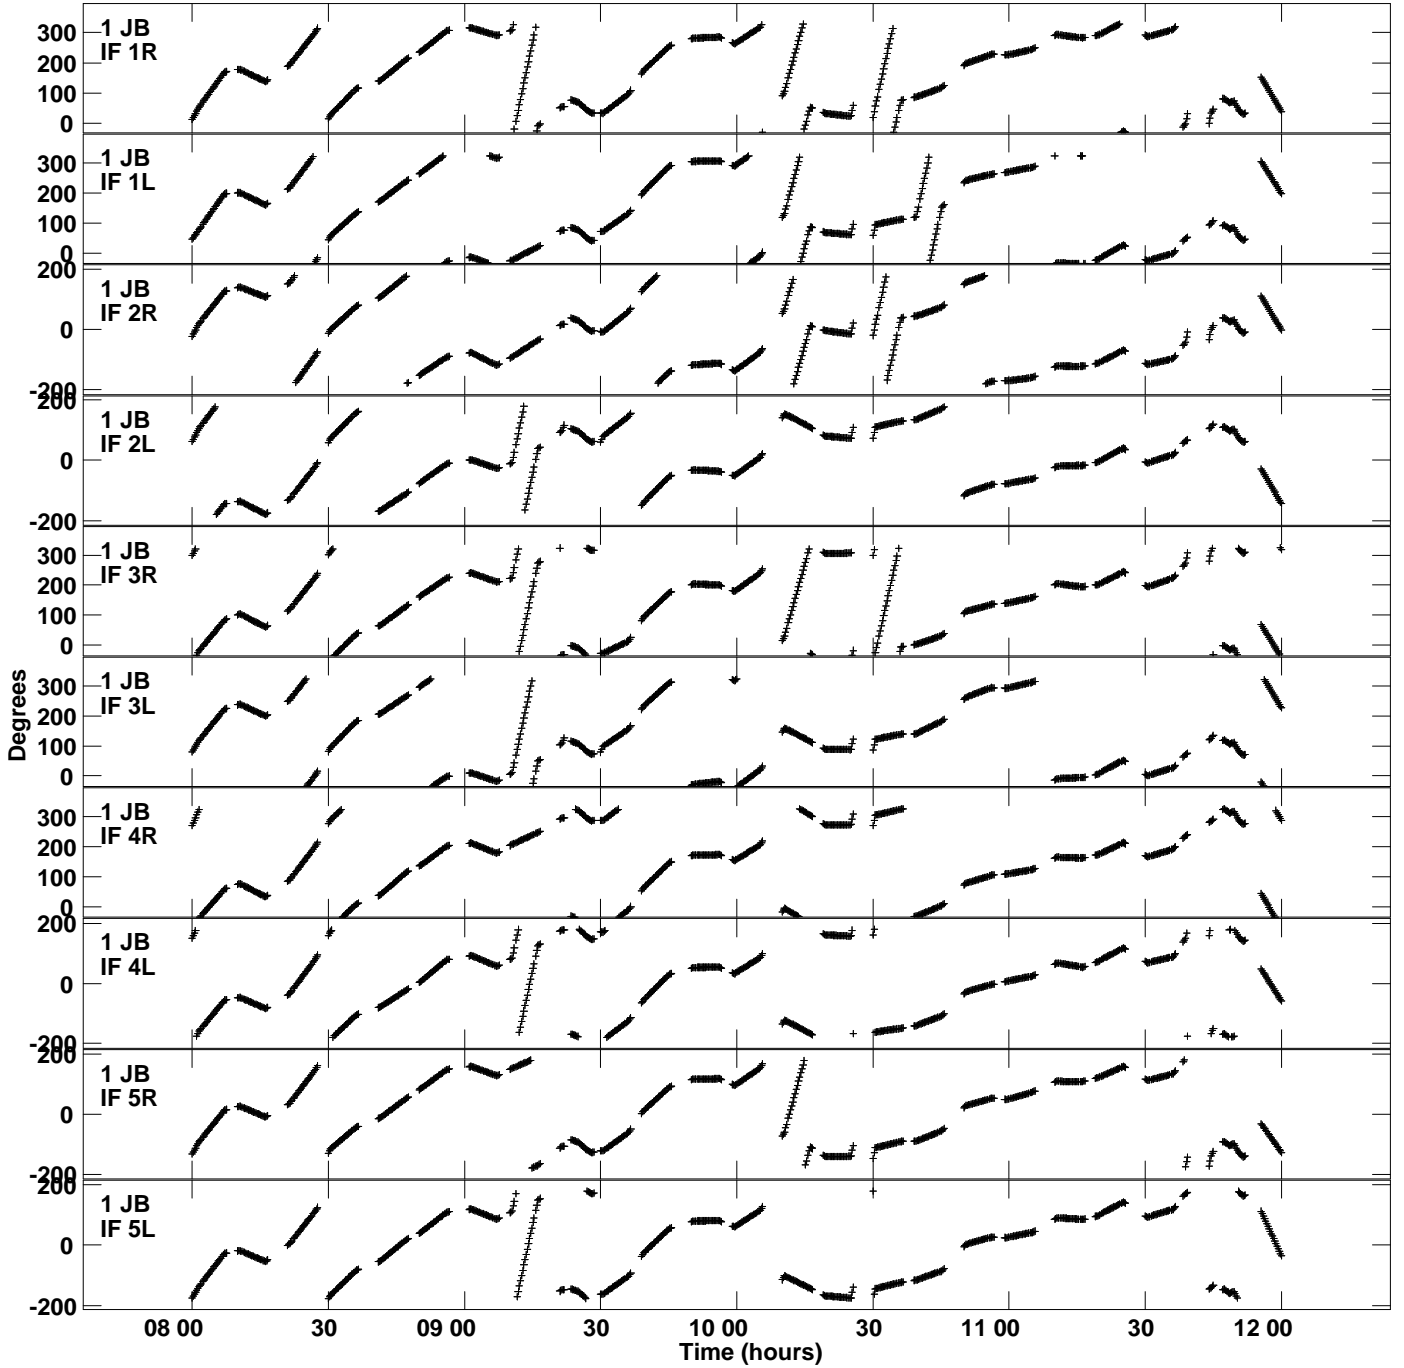 1 JB
IF 1R
300
200
100
0
1 JB
IF 1L
300
200
100
0
1 JB
IF 2R
200
0
-200
1 JB
IF 2L
200
0
-200
1 JB
IF 3R
300
200
100
0
1 JB
IF 3L
300
200
100
0
1 JB
IF 4R
300
200
100
0
1 JB
IF 4L
200
0
-200
1 JB
IF 5R
200
0
-200
1 JB
IF 5L
200
0
-200
Degrees
08 00 30 09 00 30 10 00 30 11 00 30 12 00
Time (hours)